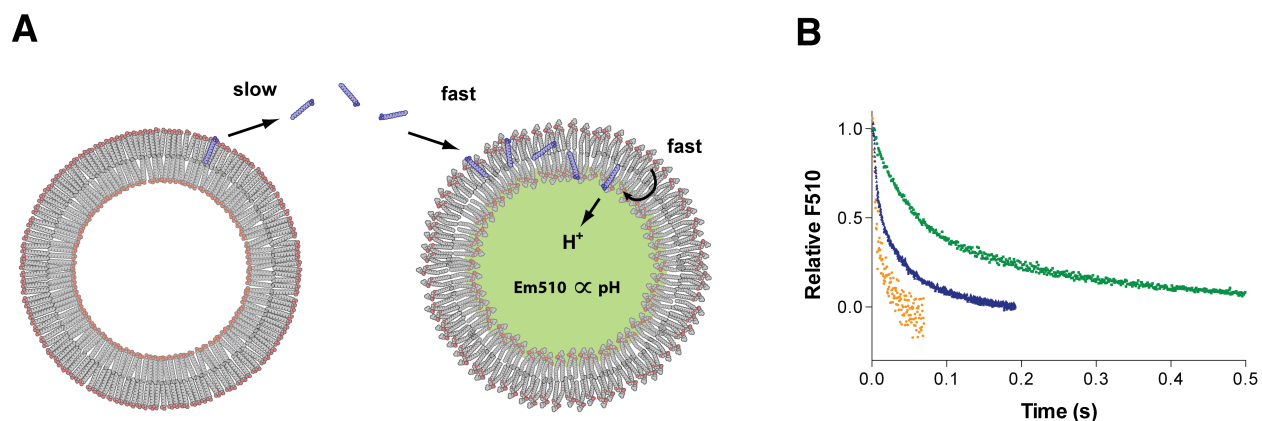 A
slow
fast
fast
H⁺
Em510 ∝ pH
B
Relative F510
1.0
0.5
0.0
0.0 0.1 0.2 0.3 0.4 0.5
Time (s)